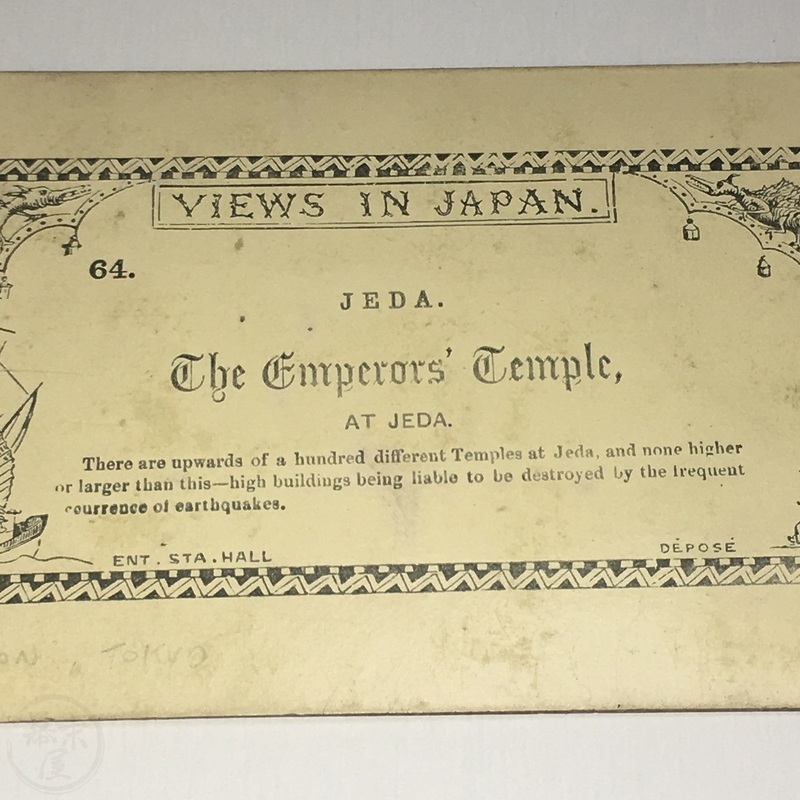 VIEWS IN JAPAN.
64.
JEDA.
The Emperors' Temple,
AT JEDA.
There are upwards of a hundred different Temples at Jeda, and none higher
or larger than this—high buildings being liable to be destroyed by the frequent
ccurrence of earthquakes.
ENT. STA. HALL
DÉPOSÉ
TOKYO
屋